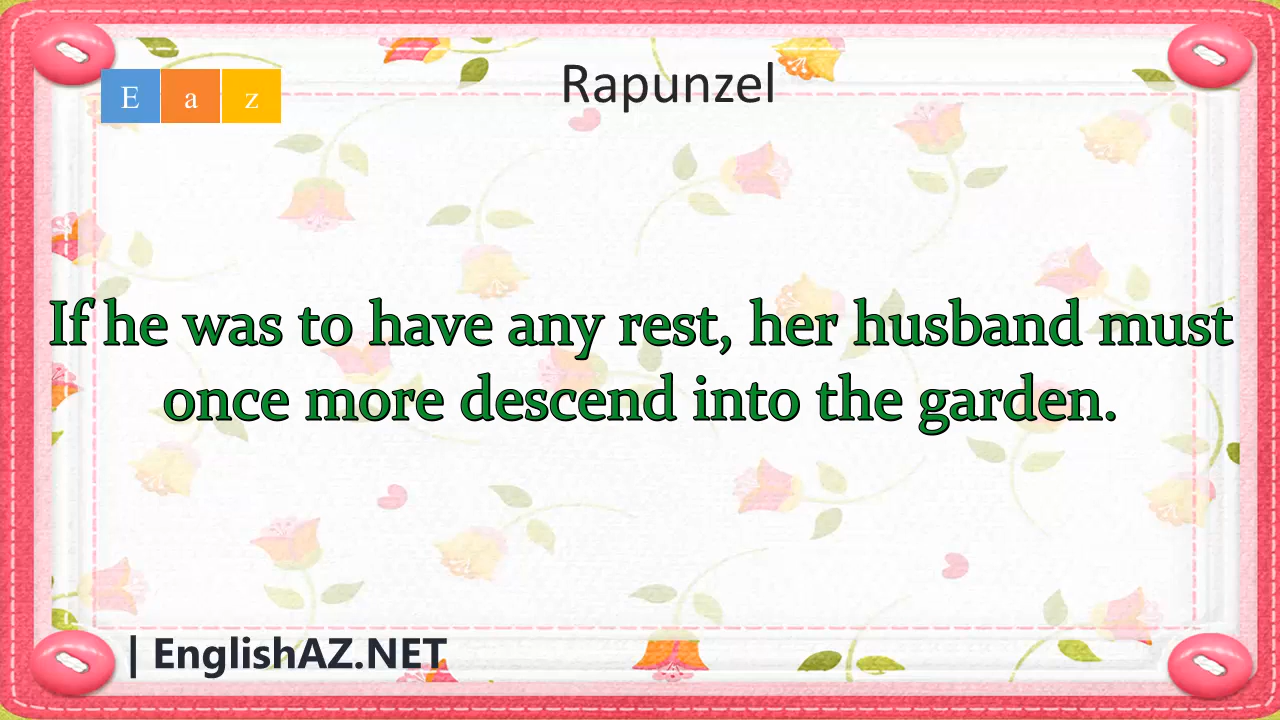 Rapunzel
E a z
If he was to have any rest, her husband must
once more descend into the garden.
| EnglishAZ.NET